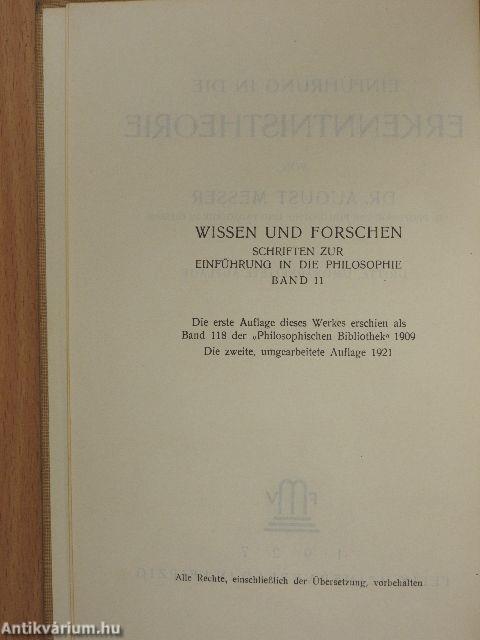 WISSEN UND FORSCHEN
SCHRIFTEN ZUR
EINFÜHRUNG IN DIE PHILOSOPHIE
BAND 11
Die erste Auflage dieses Werkes erschien als
Band 118 der „Philosophischen Bibliothek“ 1909
Die zweite, umgearbeitete Auflage 1921
Alle Rechte, einschließlich der Übersetzung, vorbehalten
Antikvárium.hu